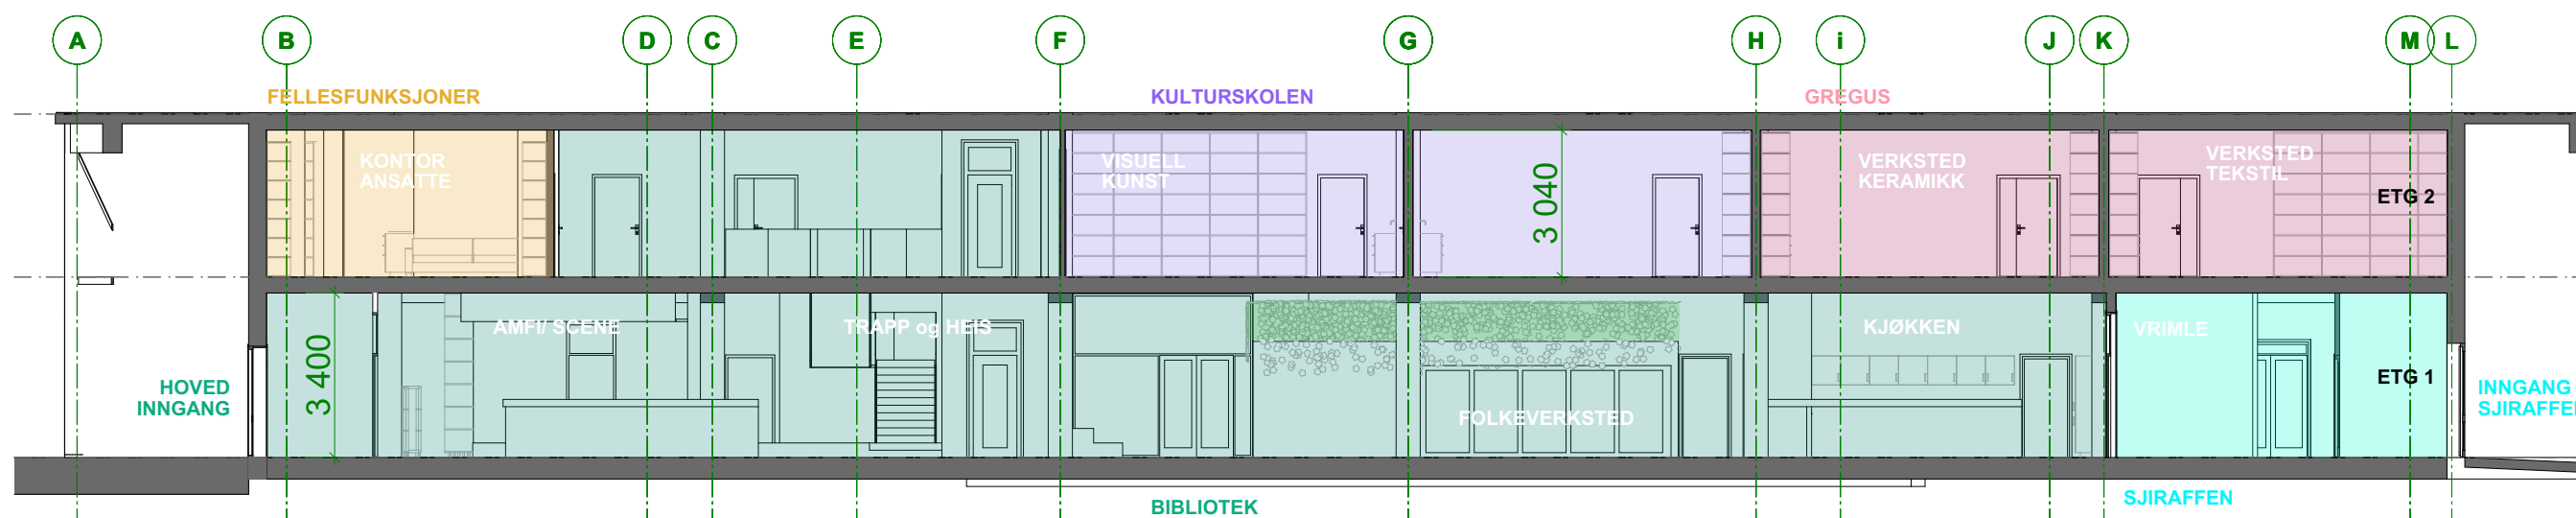 A B D C E F G H i J K M L
FELLESFUNKSJONER KULTURSKOLEN GREGUS
KONTOR
ANSATTE
VISUELL
KUNST
3 040
VERKSTED
KERAMIKK
VERKSTED
TEKSTIL
ETG 2
HOVED
INNGANG
3 400
AMFI/ SCENE
TRAPP og HEIS
FOLKEVERKSTED
KJØKKEN
VRIMLE
ETG 1
INNGANG
SJIRAFFE
BIBLIOTEK
SJIRAFFEN